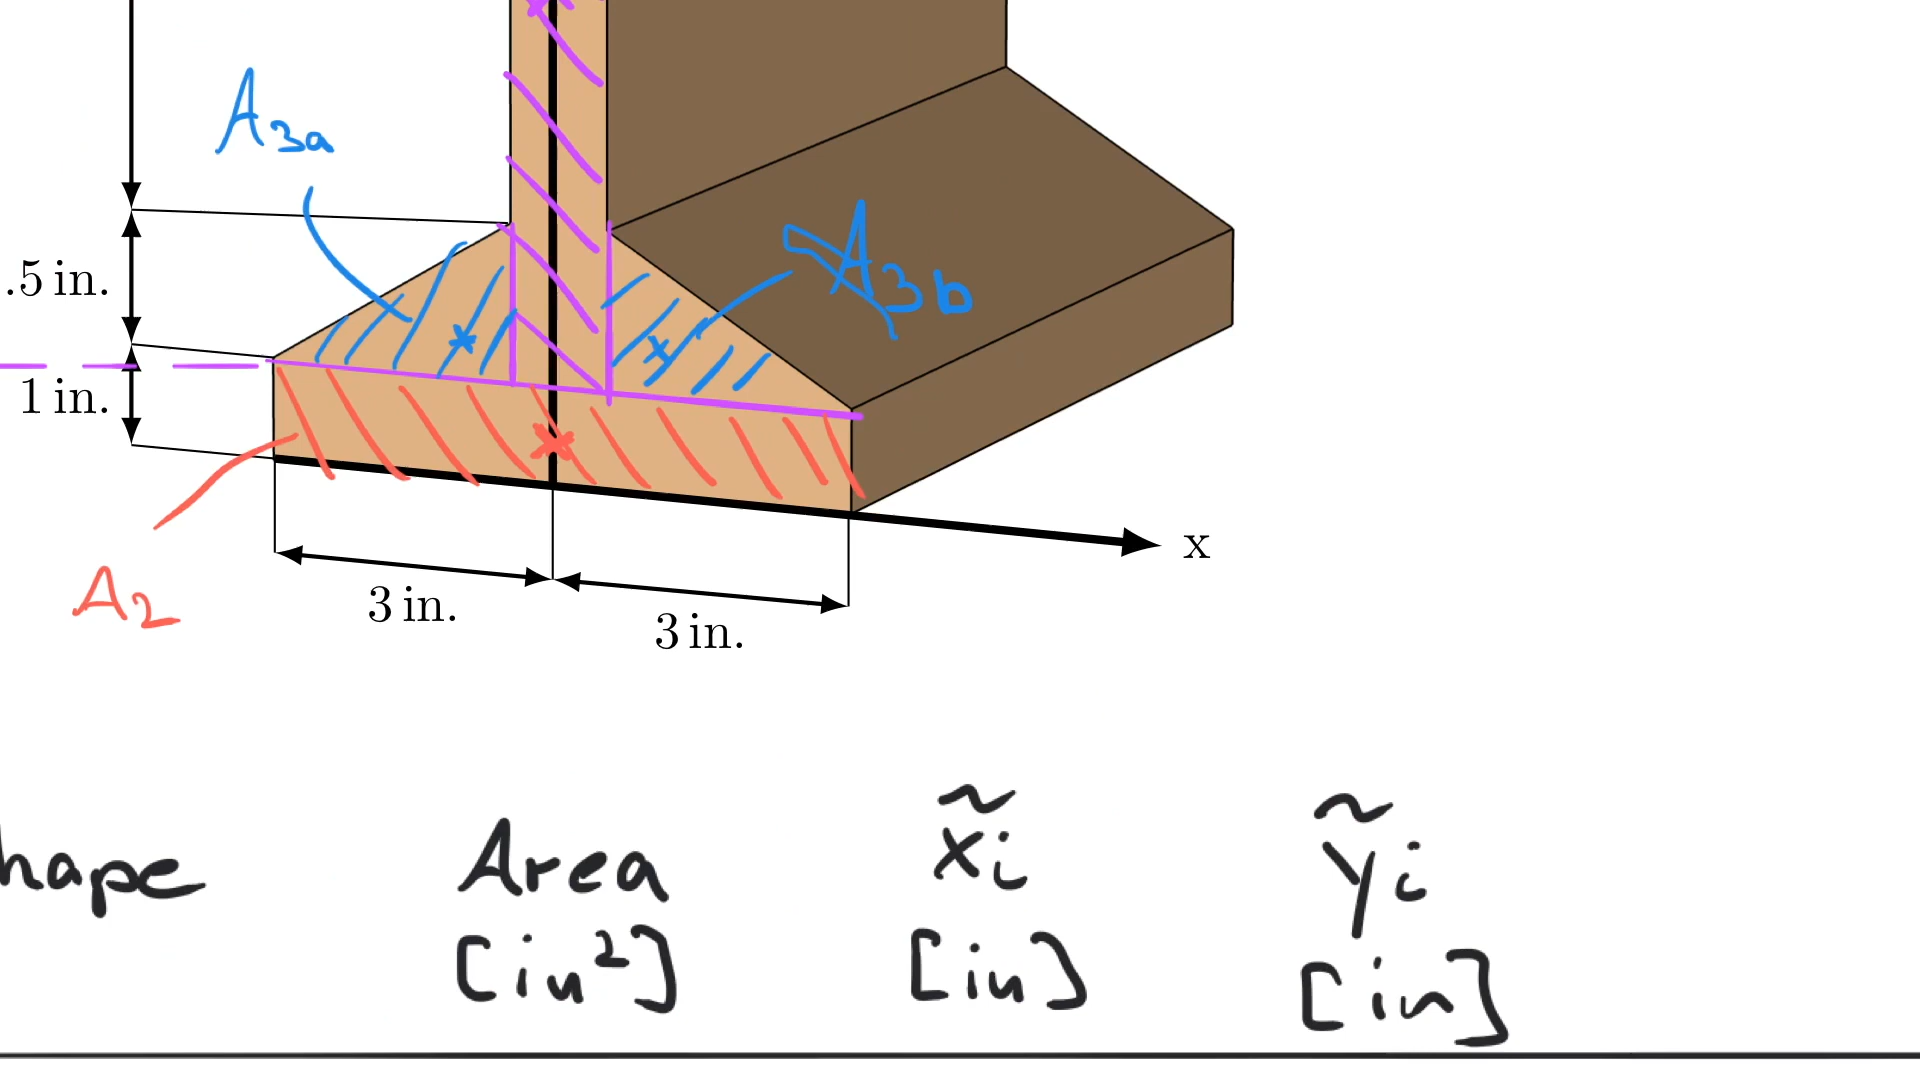 A3a
A3b
.5 in.
1 in.
x
A2
3 in.
3 in.
hape Area x̃i ỹi
[in²] [in] [in]